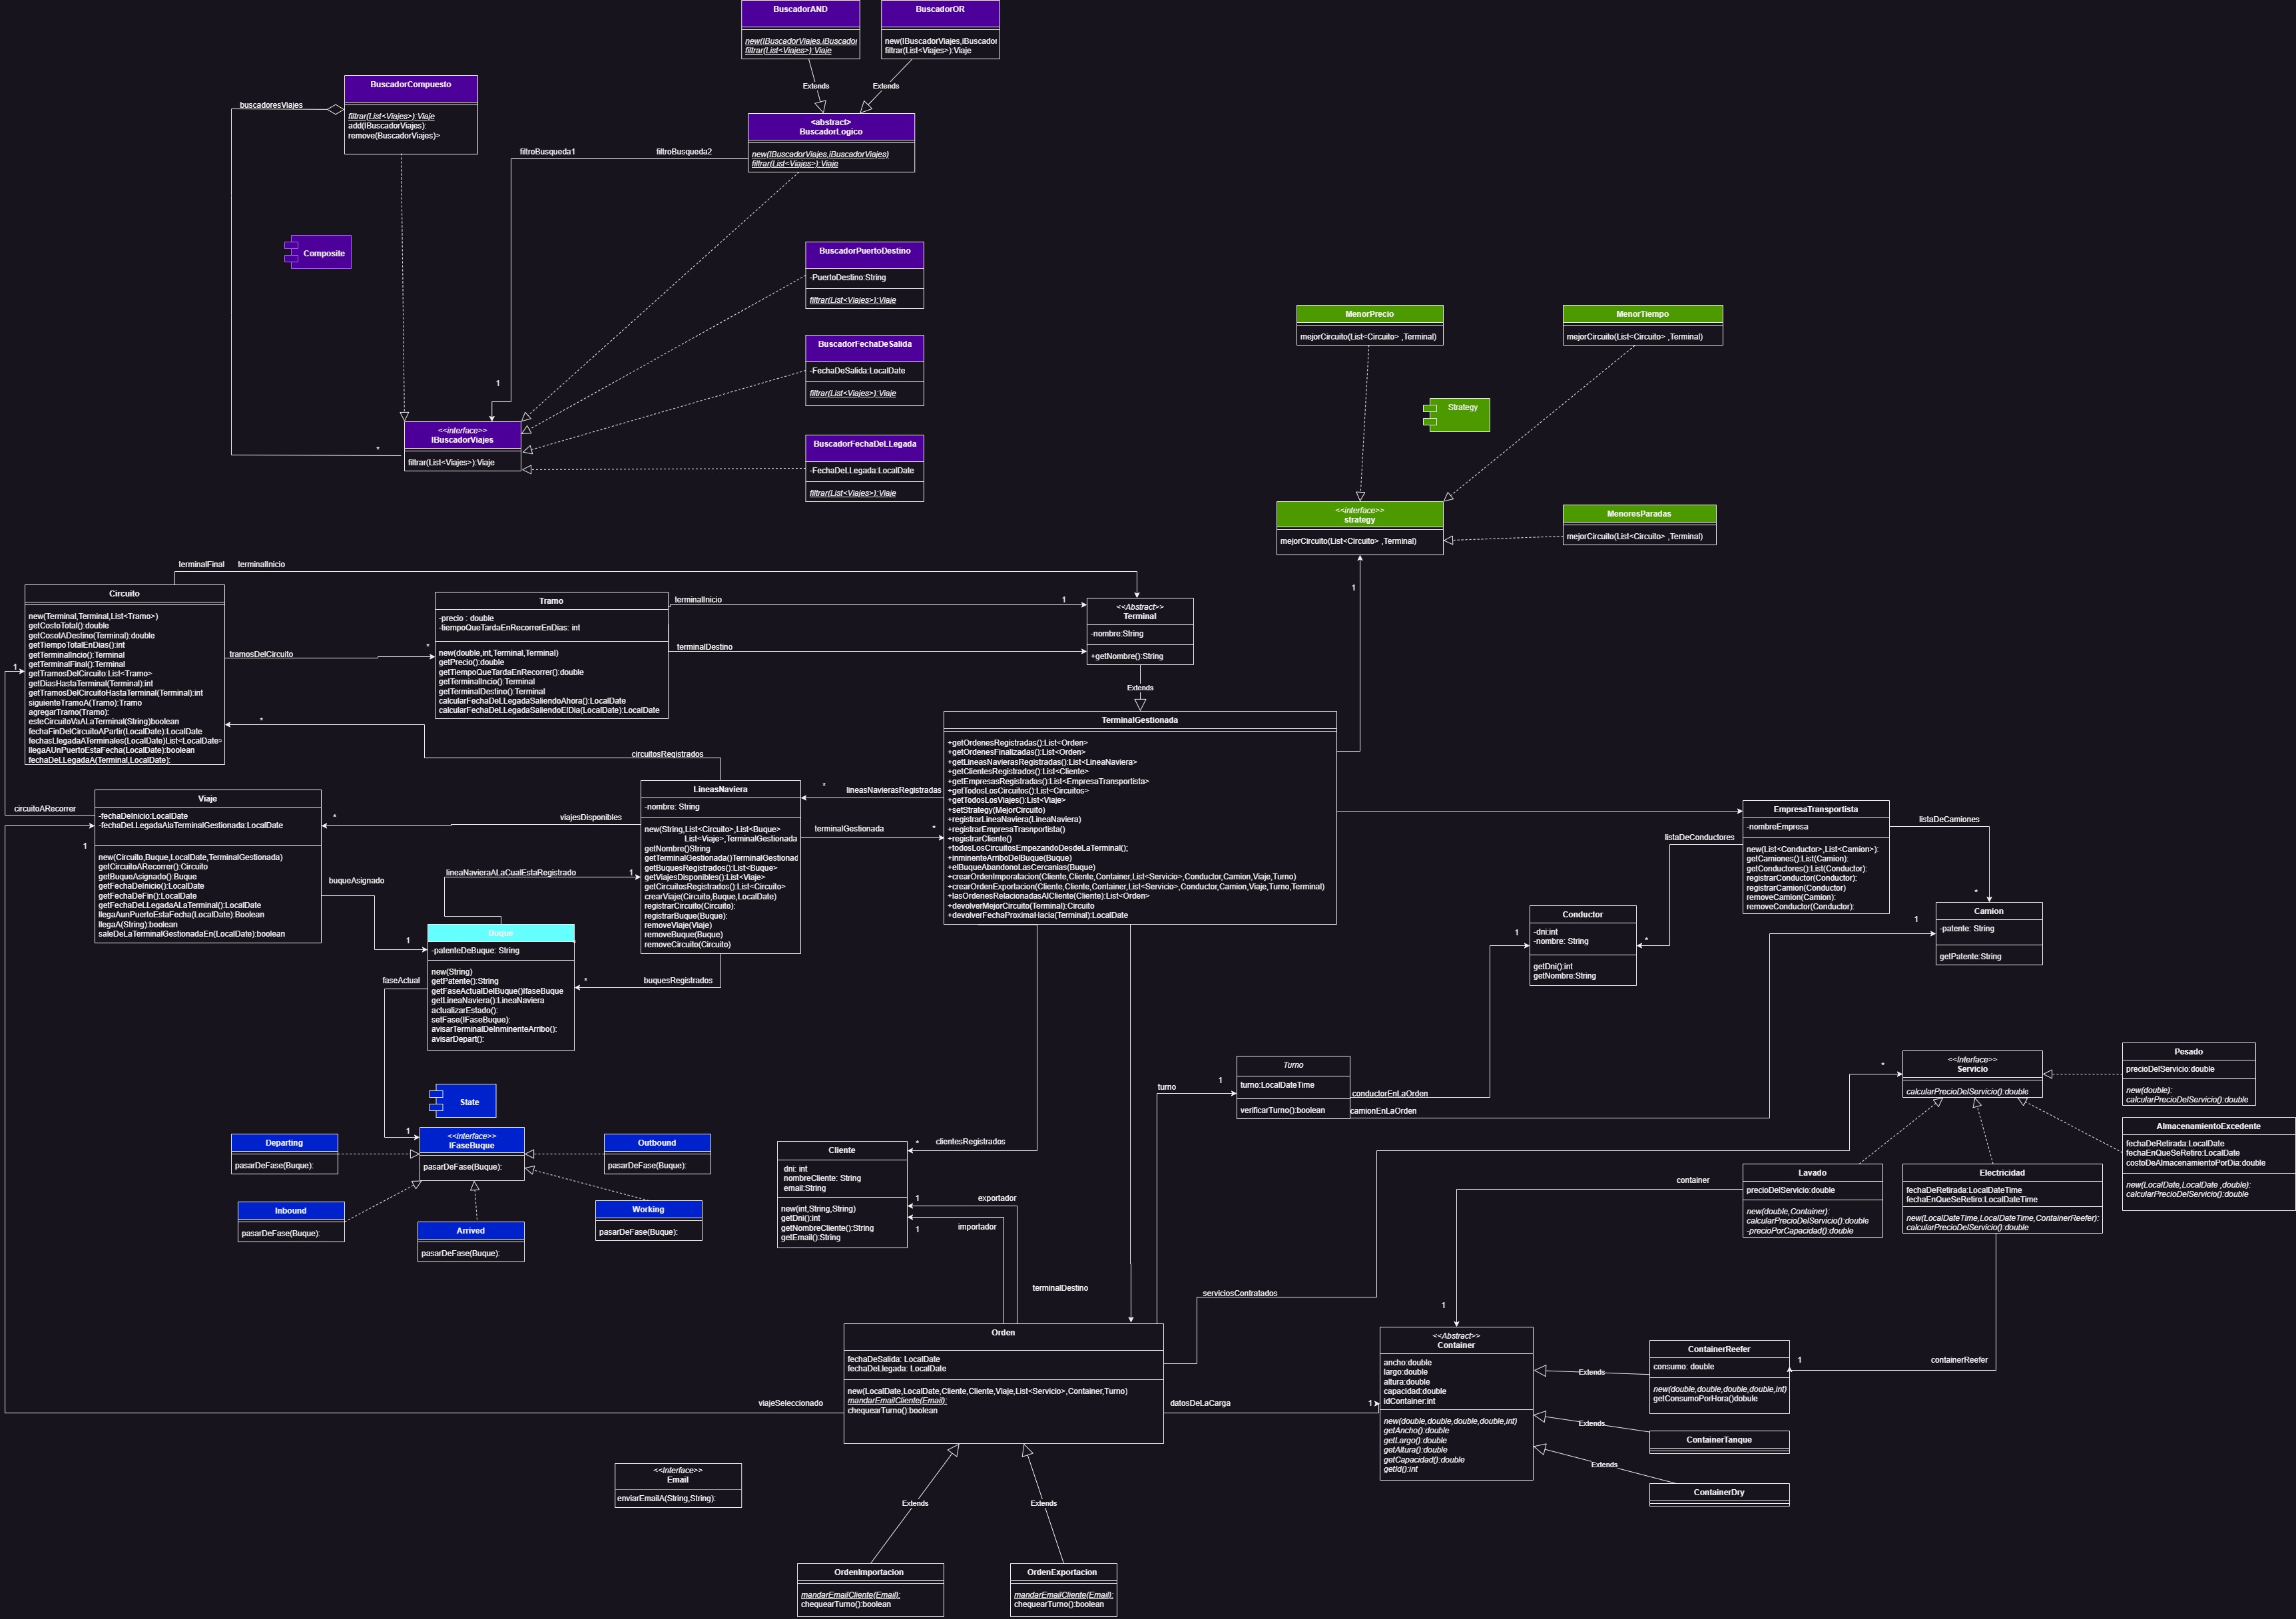 BuscadorAND
new(IBuscadorViajes,iBuscador
filtrar(List<Viajes>):Viaje
BuscadorOR
new(IBuscadorViajes,iBuscador
filtrar(List<Viajes>):Viaje
Extends
Extends
BuscadorCompuesto
filtrar(List<Viajes>):Viaje
add(IBuscadorViajes):
remove(BuscadorViajes)>
buscadoresViajes
<abstract>
BuscadorLogico
new(IBuscadorViajes,iBuscadorViajes)
filtrar(List<Viajes>):Viaje
filtroBusqueda1
filtroBusqueda2
Composite
BuscadorPuertoDestino
-PuertoDestino:String
filtrar(List<Viajes>):Viaje
BuscadorFechaDeSalida
-FechaDeSalida:LocalDate
filtrar(List<Viajes>):Viaje
BuscadorFechaDeLLegada
-FechaDeLLegada:LocalDate
filtrar(List<Viajes>):Viaje
1
*
<<interface>>
IBuscadorViajes
filtrar(List<Viajes>):Viaje
MenorPrecio
mejorCircuito(List<Circuito> ,Terminal)
MenorTiempo
mejorCircuito(List<Circuito> ,Terminal)
Strategy
<<interface>>
strategy
mejorCircuito(List<Circuito> ,Terminal)
MenoresParadas
mejorCircuito(List<Circuito> ,Terminal)
1
terminalFinal
terminalInicio
Circuito
new(Terminal,Terminal,List<Tramo>)
getCostoTotal():double
getCosolADestino(Terminal):double
getTiempoTotalEnDias():int
getTerminalIncio():Terminal
getTerminalFinal():Terminal
getTramosDelCircuito:List<Tramo>
getDiasHastaTerminal(Terminal):int
getTramosDelCircuitoHastaTerminal(Terminal):int
siguienteTramoA(Tramo):Tramo
agregarTramo(Tramo):
esteCircuitoVaALaTerminal(String)boolean
fechaFinDelCircuitoAPartir(LocalDate):LocalDate
fechasLlegadaATerminales(LocalDate)List<LocalDate>
llegaAUnPuertoEstaFecha(LocalDate):boolean
fechaDeLLegadaA(Terminal,LocalDate):
tramosDelCircuito
*
1
*
Tramo
-precio : double
-tiempoQueTardaEnRecorrerEnDias: int
new(double,int,Terminal,Terminal)
getPrecio():double
getTiempoQueTardaEnRecorrer():double
getTerminalIncio():Terminal
getTerminalDestino():Terminal
calcularFechaDeLLegadaSaliendoAhora():LocalDate
calcularFechaDeLLegadaSaliendoElDia(LocalDate):LocalDate
terminalInicio
1
terminalDestino
<<Abstract>>
Terminal
-nombre:String
+getNombre():String
Extends
TerminalGestionada
+getOrdenesRegistradas():List<Orden>
+getOrdenesFinalizadas():List<Orden>
+getLineasNavierasRegistradas():List<LineaNaviera>
+getClientesRegistrados():List<Cliente>
+getEmpresasRegistradas():List<EmpresaTransportista>
+getTodosLosCircuitos():List<Circuitos>
+getTodosLosViajes():List<Viaje>
+setStrategy(MejorCircuito)
+registrarLineaNaviera(LineaNaviera)
+registrarEmpresaTrasnportista()
+registrarCliente()
+todosLosCircuitosEmpezandoDesdeLaTerminal();
+inminenteArriboDelBuque(Buque)
+elBuqueAbandonoLasCercanias(Buque)
+crearOrdenImporatacion(Cliente,Cliente,Container,List<Servicio>,Conductor,Camion,Viaje,Turno)
+crearOrdenExportacion(Cliente,Cliente,Container,List<Servicio>,Conductor,Camion,Viaje,Turno,Terminal)
+lasOrdenesRelacionadasAlCliente(Cliente):List<Orden>
+devolverMejorCircuito(Terminal):Circuito
+devolverFechaProximaHacia(Terminal):LocalDate
circuitosRegistrados
LineasNaviera
-nombre: String
new(String,List<Circuito>,List<Buque>
List<Viaje>,TerminalGestionada
getNombre()String
getTerminalGestionada()TerminalGestionad
getBuquesRegistrados():List<Buque>
getViajesDisponibles():List<Viaje>
getCircuitosRegistrados():List<Circuito>
crearViaje(Circuito,Buque,LocalDate)
registrarCircuito(Circuito):
registrarBuque(Buque):
removeViaje(Viaje)
removeBuque(Buque)
removeCircuito(Circuito)
*
lineasNavierasRegistradas
terminalGestionada
*
viajesDisponibles
*
circuitoARecorrer
Viaje
-fechaDeInicio:LocalDate
-fechaDeLLegadaAlaTerminalGestionada:LocalDate
new(Circuito,Buque,LocalDate,TerminalGestionada)
getCircuitoARecorrer():Circuito
getBuqueAsignado():Buque
getFechaDeInicio():LocalDate
getFechaDeFin():LocalDate
getFechaDeLlegadaALaTerminal():LocalDate
llegaAunPuertoEstaFecha(LocalDate):Boolean
llegaA(String):boolean
saleDeLaTerminalGestionadaEn(LocalDate):boolean
1
buqueAsignado
1
lineaNavieraALaCualEstaRegistrado
1
Buque
*
-patenteDeBuque: String
new(String)
getPatente():String
getFaseActualDelBuque()IfaseBuque
getLineaNaviera():LineaNaviera
actualizarEstado():
setFase(IFaseBuque):
avisarTerminalDeInminenteArribo():
avisarDepart():
*
buquesRegistrados
faseActual
EmpresaTransportista
-nombreEmpresa
new(List<Conductor>,List<Camion>):
getCamiones():List(Camion):
getConductores():List(Conductor):
registrarConductor(Conductor):
registrarCamion(Conductor)
removeCamion(Camion):
removeConductor(Conductor):
listaDeCamiones
listaDeConductores
*
1
Camion
-patente: String
getPatente:String
Conductor
-dni:int
-nombre: String
getDni():int
getNombre:String
1
*
State
1
<<interface>>
IFaseBuque
pasarDeFase(Buque):
Departing
pasarDeFase(Buque):
Outbound
pasarDeFase(Buque):
Inbound
pasarDeFase(Buque):
Arrived
pasarDeFase(Buque):
Working
pasarDeFase(Buque):
Turno
turno:LocalDateTime
verificarTurno():boolean
turno
1
conductorEnLaOrden
camionEnLaOrden
*
<<Interface>>
Servicio
calcularPrecioDelServicio():double
Pesado
precioDelServicio:double
new(double):
calcularPrecioDelServicio():double
AlmacenamientoExcedente
fechaDeRetirada:LocalDate
fechaEnQueSeRetiro:LocalDate
costoDeAlmacenamientoPorDia:double
new(LocalDate,LocalDate ,double):
calcularPrecioDelServicio():double
Lavado
precioDelServicio:double
new(double,Container):
calcularPrecioDelServicio():double
-precioPorCapacidad():double
Electricidad
fechaDeRetirada:LocalDateTime
fechaEnQueSeRetiro:LocalDateTime
new(LocalDateTime,LocalDateTime,ContainerReefer):
calcularPrecioDelServicio():double
container
1
Cliente
dni: int
nombreCliente: String
email:String
new(int,String,String)
getDni():int
getNombreCliente():String
getEmail():String
*
clientesRegistrados
1
exportador
1
importador
terminalDestino
serviciosContratados
Orden
fechaDeSalida: LocalDate
fechaDeLlegada: LocalDate
new(LocalDate,LocalDate,Cliente,Cliente,Viaje,List<Servicio>,Container,Turno)
mandarEmailCliente(Email):
chequearTurno():boolean
viajeSeleccionado
datosDeLaCarga
1
<<Abstract>>
Container
ancho:double
largo:double
altura:double
capacidad:double
idContainer:int
new(double,double,double,double,int)
getAncho():double
getLargo():double
getAltura():double
getCapacidad():double
getId():int
ContainerReefer
consumo: double
new(double,double,double,double,int)
getConsumoPorHora()dobule
1
containerReefer
Extends
Extends
ContainerTanque
Extends
ContainerDry
<<Interface>>
Email
enviarEmailA(String,String):
Extends
Extends
OrdenImportacion
mandarEmailCliente(Email):
chequearTurno():boolean
OrdenExportacion
mandarEmailCliente(Email):
chequearTurno():boolean